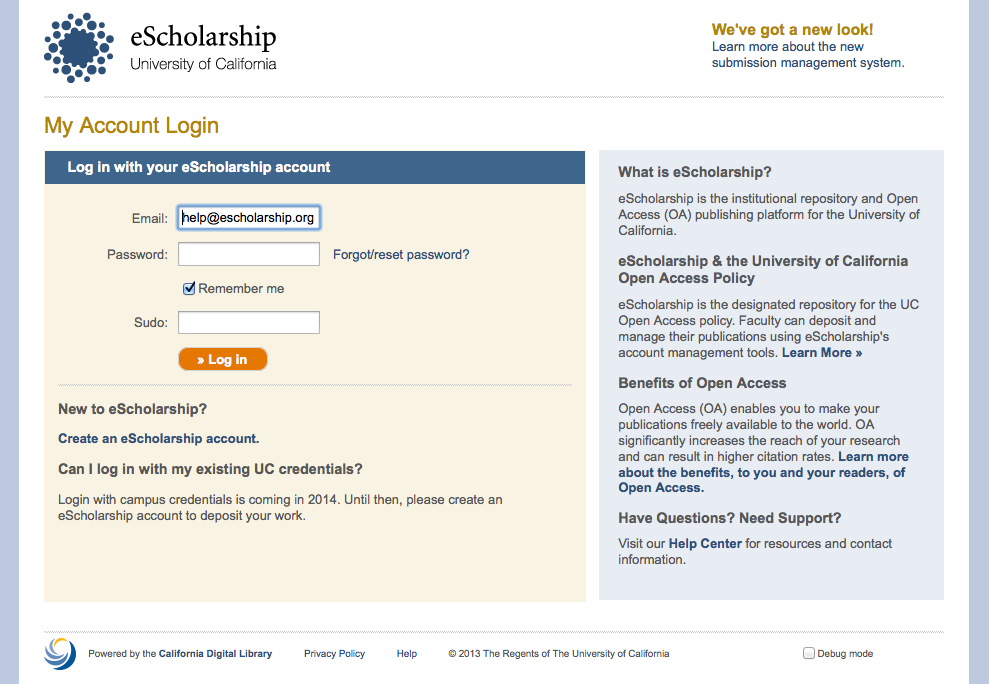 eScholarship
University of California
We've got a new look!
Learn more about the new
submission management system.
My Account Login
Log in with your eScholarship account
Email: help@escholarship.org
Password: Forgot/reset password?
Remember me
Sudo:
» Log in
New to eScholarship?
Create an eScholarship account.
Can I log in with my existing UC credentials?
Login with campus credentials is coming in 2014. Until then, please create an
eScholarship account to deposit your work.
What is eScholarship?
eScholarship is the institutional repository and Open
Access (OA) publishing platform for the University of
California.
eScholarship & the University of California
Open Access Policy
eScholarship is the designated repository for the UC
Open Access policy. Faculty can deposit and
manage their publications using eScholarship's
account management tools. Learn More »
Benefits of Open Access
Open Access (OA) enables you to make your
publications freely available to the world. OA
significantly increases the reach of your research
and can result in higher citation rates. Learn more
about the benefits, to you and your readers, of
Open Access.
Have Questions? Need Support?
Visit our Help Center for resources and contact
information.
Powered by the California Digital Library Privacy Policy Help © 2013 The Regents of The University of California Debug mode